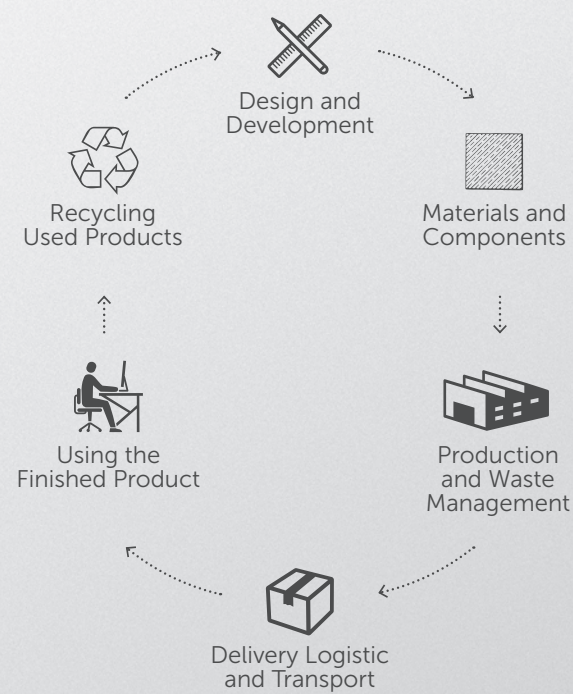 Design and
Development
Materials and
Components
Production
and Waste
Management
Delivery Logistic
and Transport
Using the
Finished Product
Recycling
Used Products